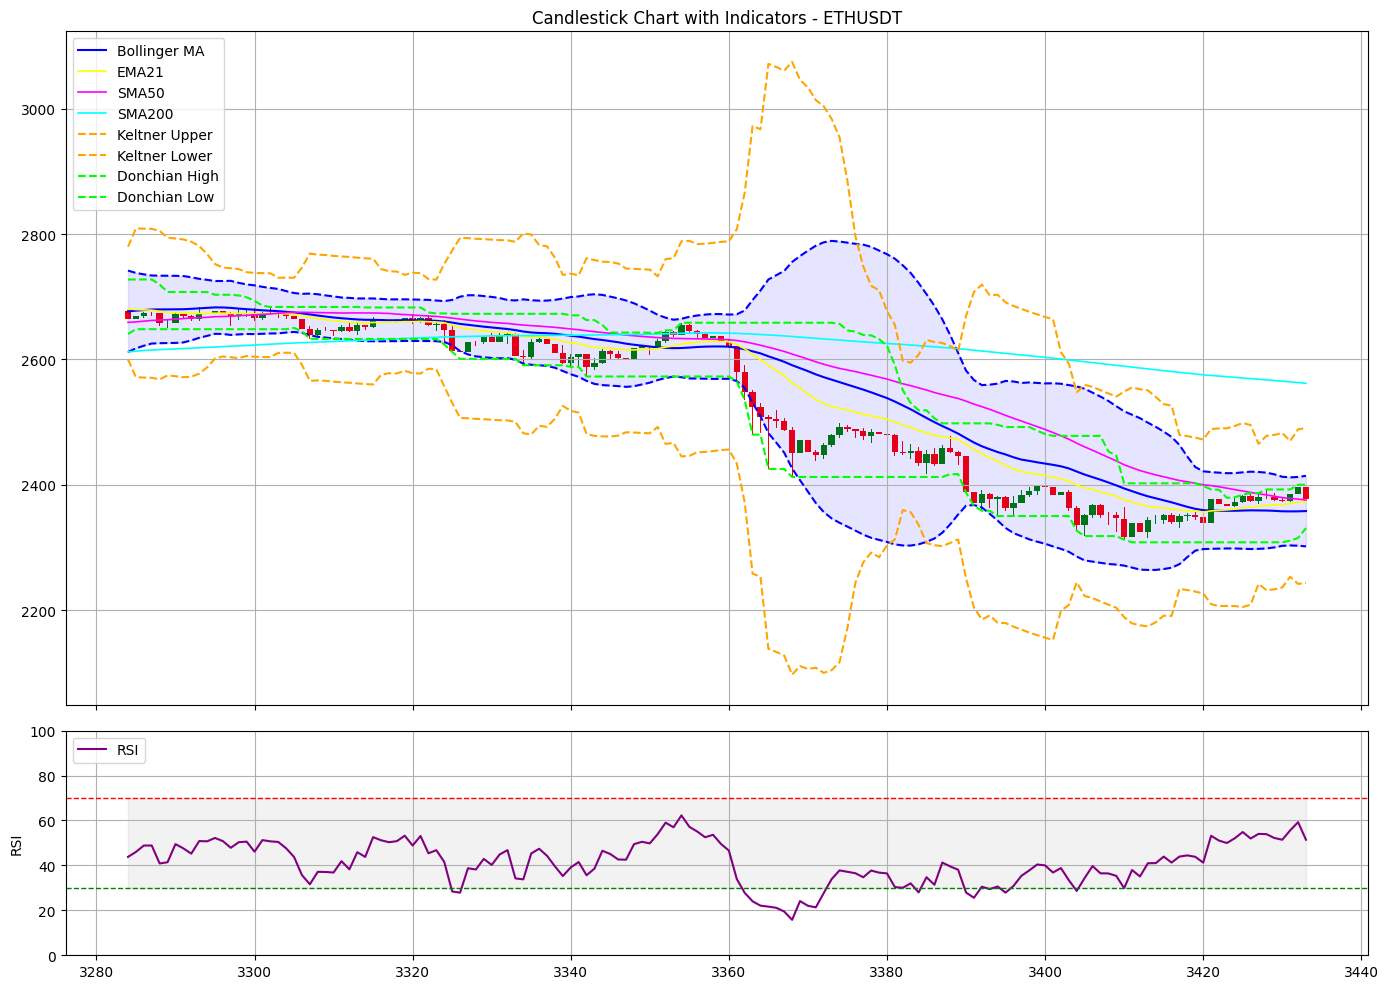 Candlestick Chart with Indicators - ETHUSDT
Bollinger MA
EMA21
SMA50
SMA200
Keltner Upper
Keltner Lower
Donchian High
Donchian Low
3000
2800
2600
2400
2200
RSI
100
80
60
40
20
0
RSI
3280
3300
3320
3340
3360
3380
3400
3420
3440